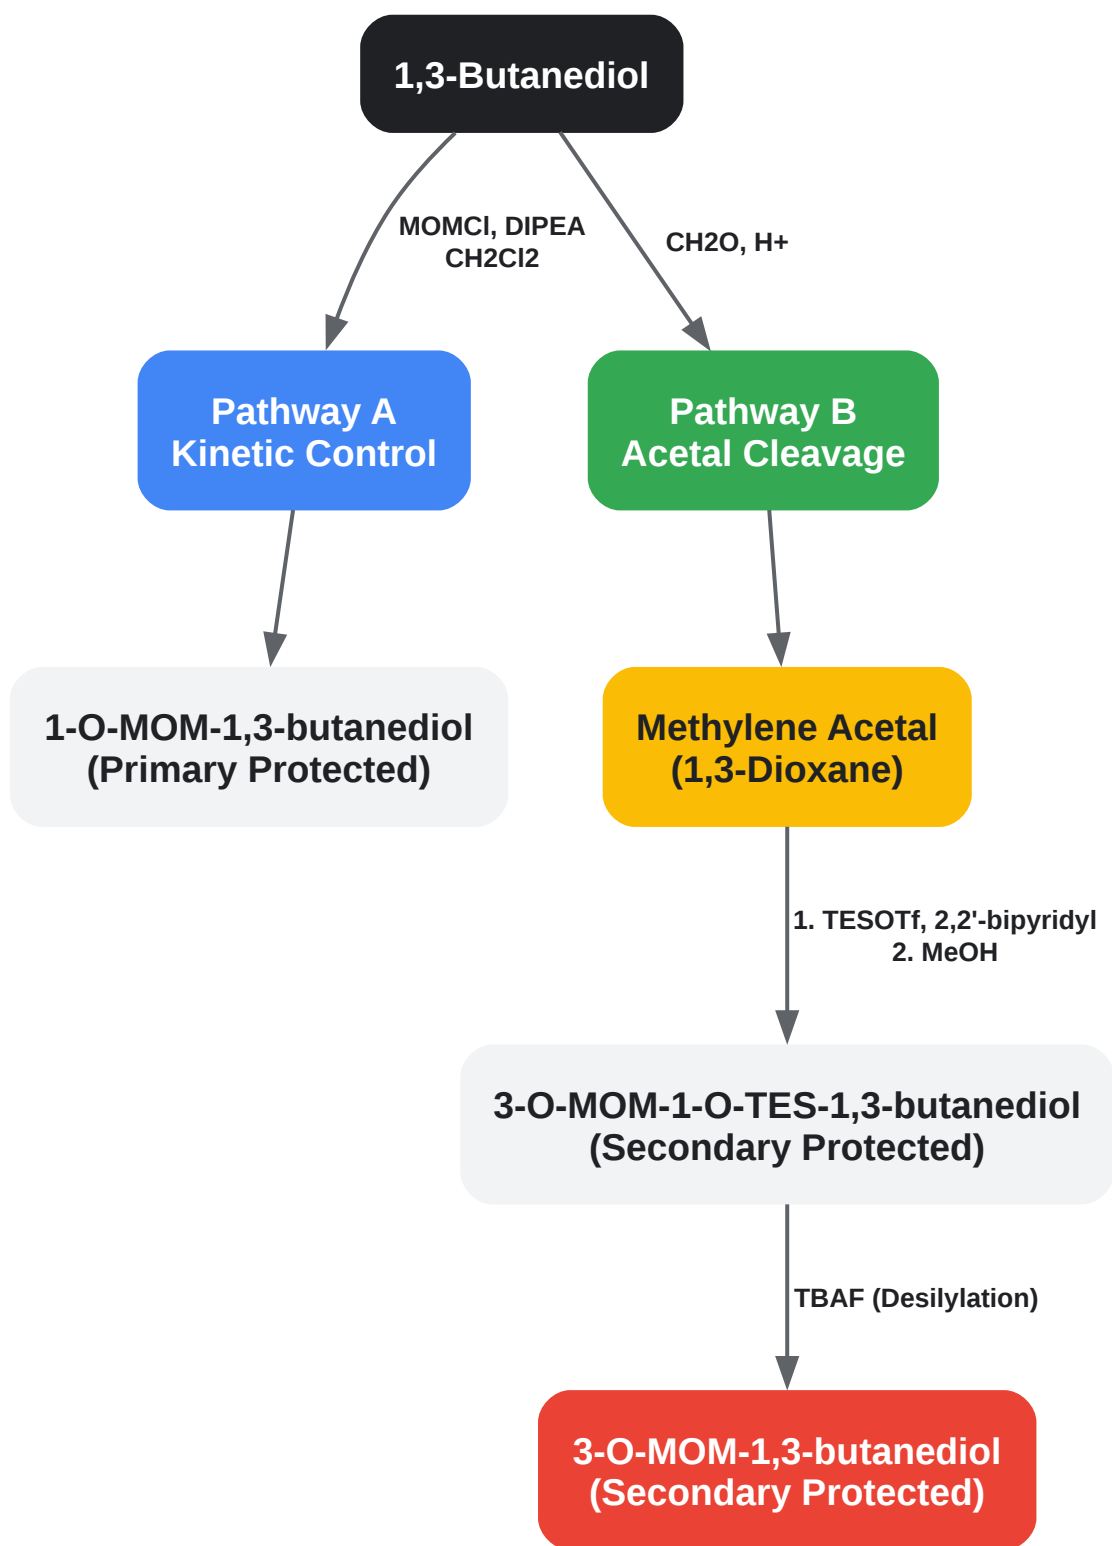 1,3-Butanediol
MOMCl, DIPEA
CH2Cl2
CH2O, H+
Pathway A
Kinetic Control
Pathway B
Acetal Cleavage
1-O-MOM-1,3-butanediol
(Primary Protected)
Methylene Acetal
(1,3-Dioxane)
1. TESOTf, 2,2'-bipyridyl
2. MeOH
3-O-MOM-1-O-TES-1,3-butanediol
(Secondary Protected)
TBAF (Desilylation)
3-O-MOM-1,3-butanediol
(Secondary Protected)